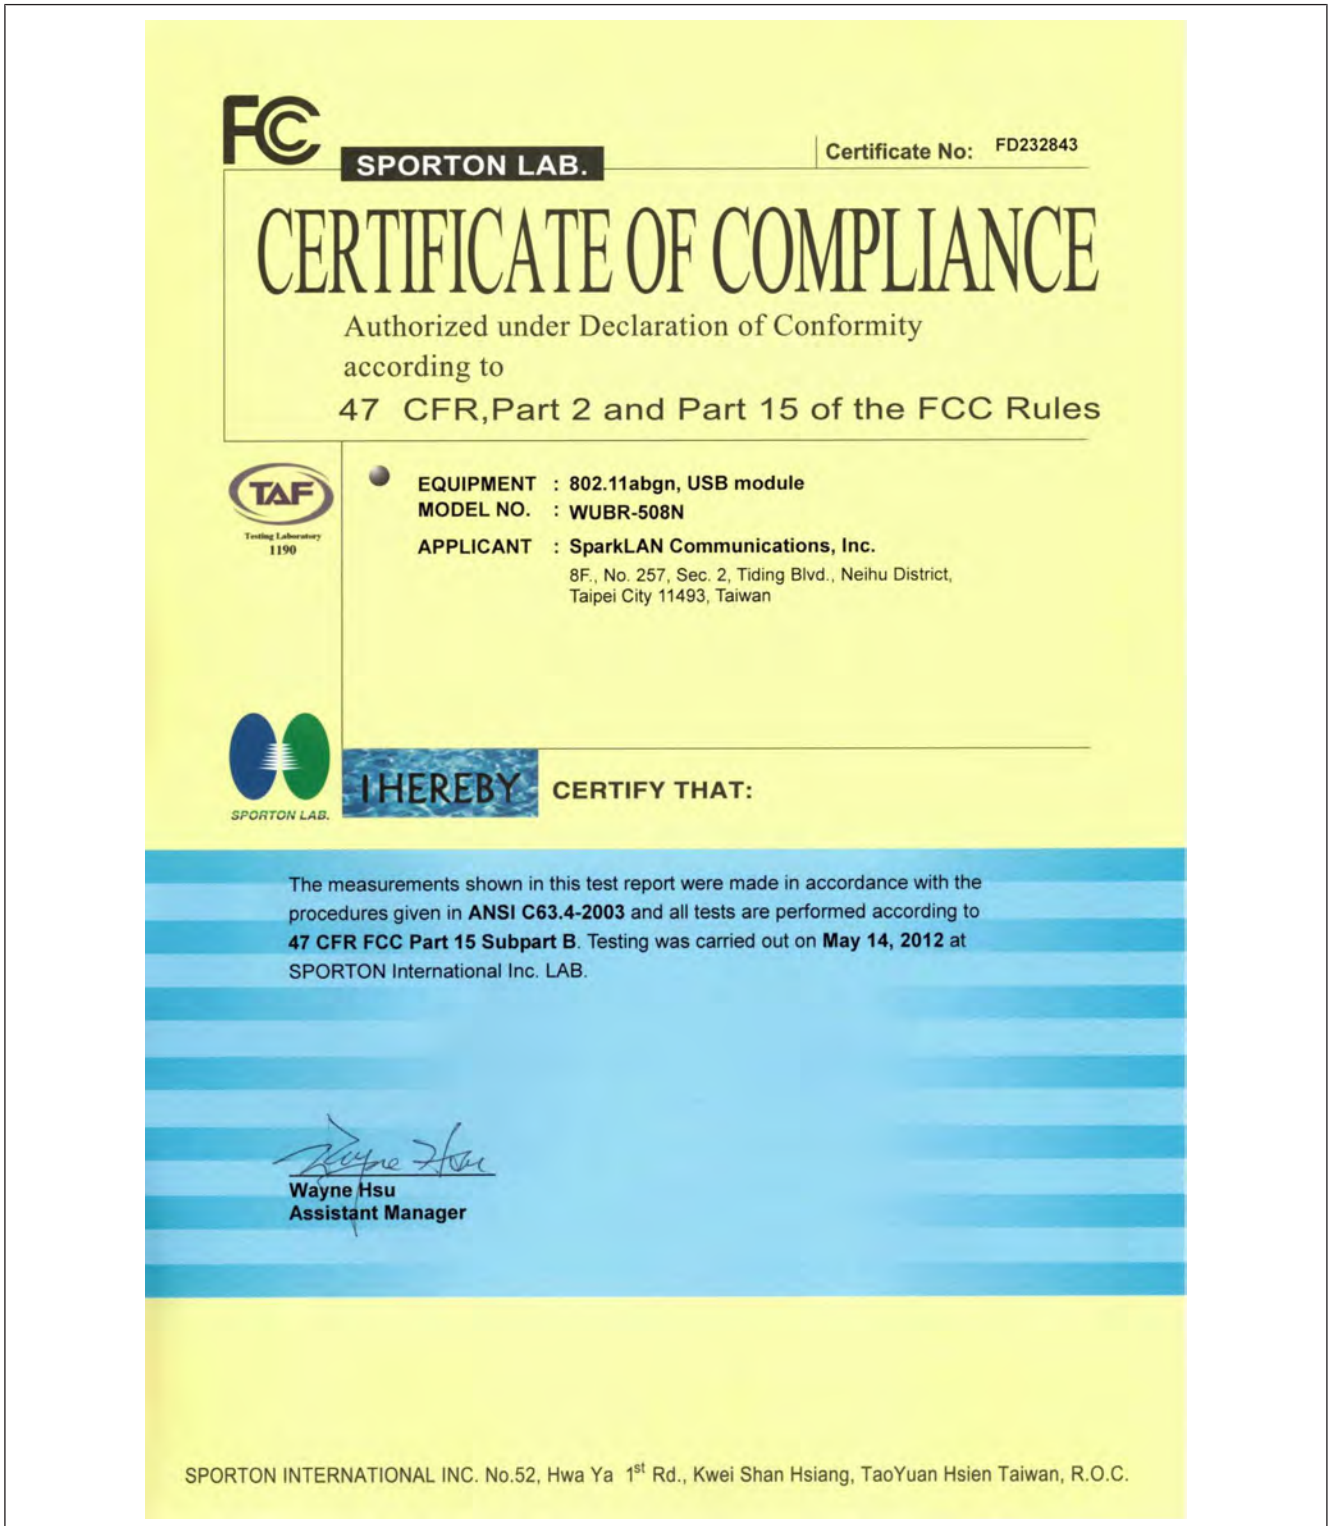 FCC
SPORTON LAB.
Certificate No: FD232843
CERTIFICATE OF COMPLIANCE
Authorized under Declaration of Conformity
according to
47 CFR,Part 2 and Part 15 of the FCC Rules
TAF
Testing Laboratory
1190
EQUIPMENT : 802.11abgn, USB module
MODEL NO. : WUBR-508N
APPLICANT : SparkLAN Communications, Inc.
8F., No. 257, Sec. 2, Tiding Blvd., Neihu District,
Taipei City 11493, Taiwan
SPORTON LAB.
I HEREBY CERTIFY THAT:
The measurements shown in this test report were made in accordance with the
procedures given in ANSI C63.4-2003 and all tests are performed according to
47 CFR FCC Part 15 Subpart B. Testing was carried out on May 14, 2012 at
SPORTON International Inc. LAB.
Wayne Hsu
Wayne Hsu
Assistant Manager
SPORTON INTERNATIONAL INC. No.52, Hwa Ya 1st Rd., Kwei Shan Hsiang, TaoYuan Hsien Taiwan, R.O.C.